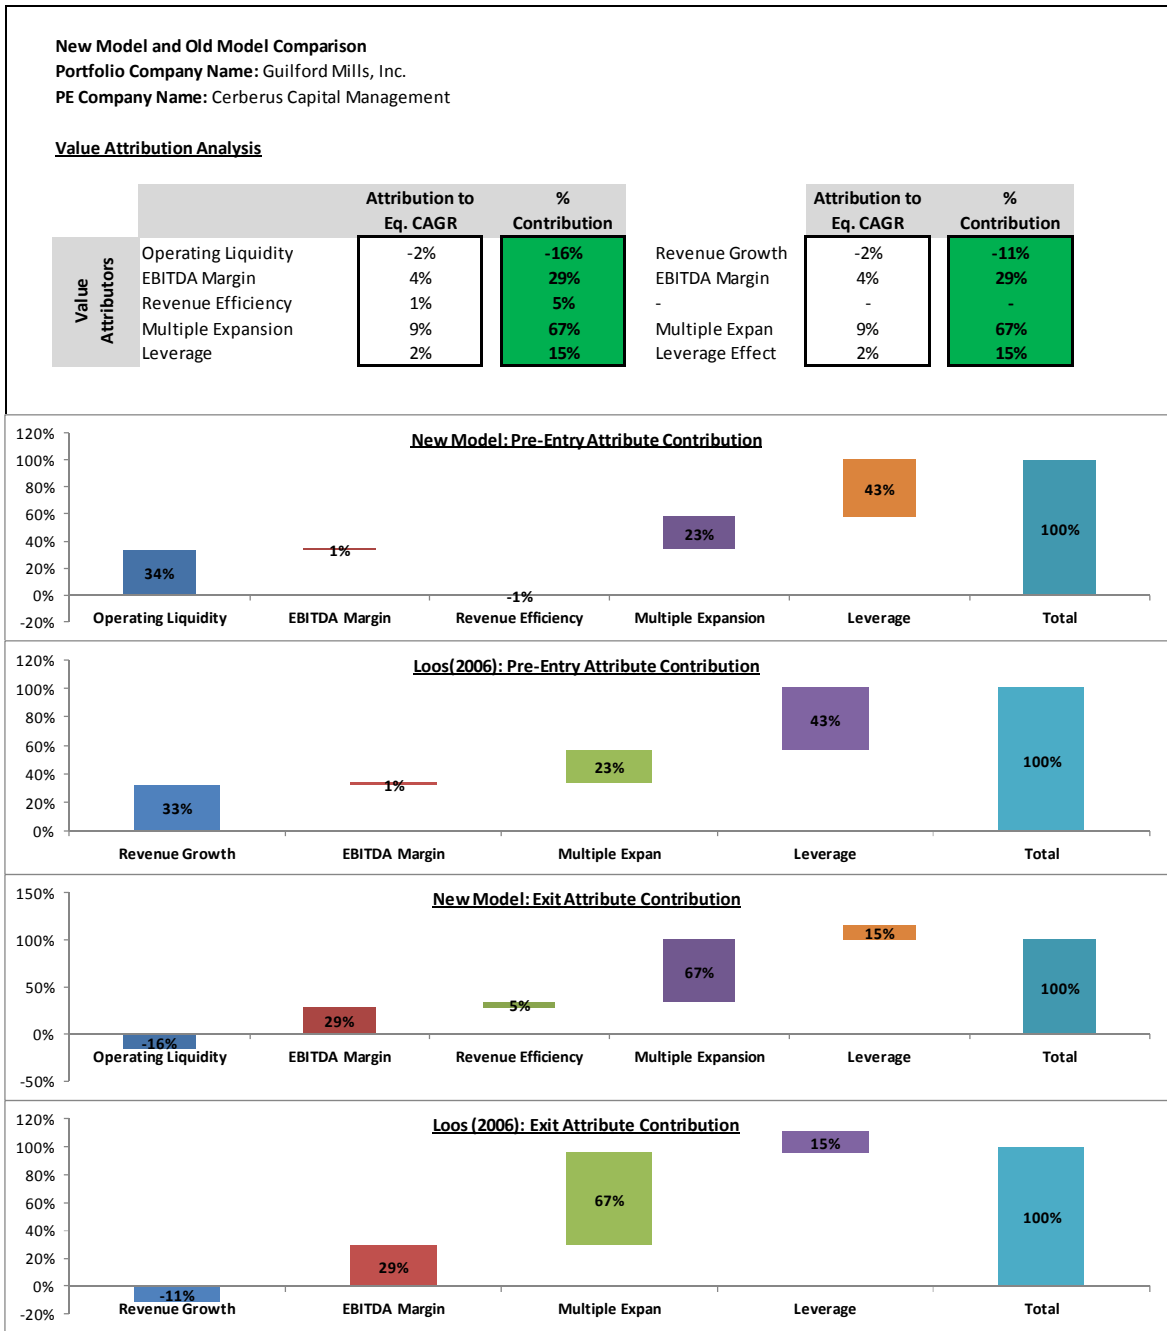 New Model and Old Model Comparison
Portfolio Company Name: Guilford Mills, Inc.
PE Company Name: Cerberus Capital Management
Value Attribution Analysis
Attribution to Eq. CAGR % Contribution Attribution to Eq. CAGR % Contribution
Value Attributors
Operating Liquidity -2% -16% Revenue Growth -2% -11%
EBITDA Margin 4% 29% EBITDA Margin 4% 29%
Revenue Efficiency 1% 5% - - -
Multiple Expansion 9% 67% Multiple Expan 9% 67%
Leverage 2% 15% Leverage Effect 2% 15%
New Model: Pre-Entry Attribute Contribution
120%
100%
80%
60%
40%
20%
0%
-20%
34%
1%
-1%
23%
43%
100%
Operating Liquidity EBITDA Margin Revenue Efficiency Multiple Expansion Leverage Total
Loos(2006): Pre-Entry Attribute Contribution
120%
100%
80%
60%
40%
20%
0%
33%
1%
23%
43%
100%
Revenue Growth EBITDA Margin Multiple Expan Leverage Total
New Model: Exit Attribute Contribution
150%
100%
50%
0%
-50%
-16%
29%
5%
67%
15%
100%
Operating Liquidity EBITDA Margin Revenue Efficiency Multiple Expansion Leverage Total
Loos (2006): Exit Attribute Contribution
120%
100%
80%
60%
40%
20%
0%
-20%
-11%
29%
67%
15%
100%
Revenue Growth EBITDA Margin Multiple Expan Leverage Total